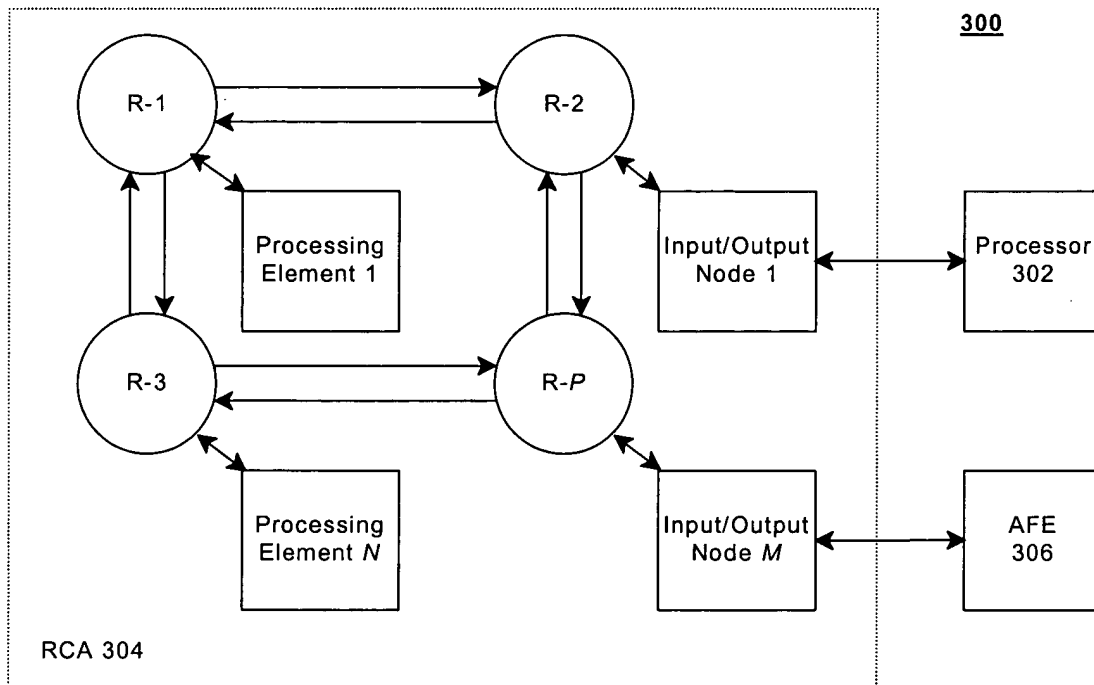 300
R-1
R-2
Processing
Element 1
Input/Output
Node 1
Processor
302
R-3
R-P
Processing
Element N
Input/Output
Node M
AFE
306
RCA 304